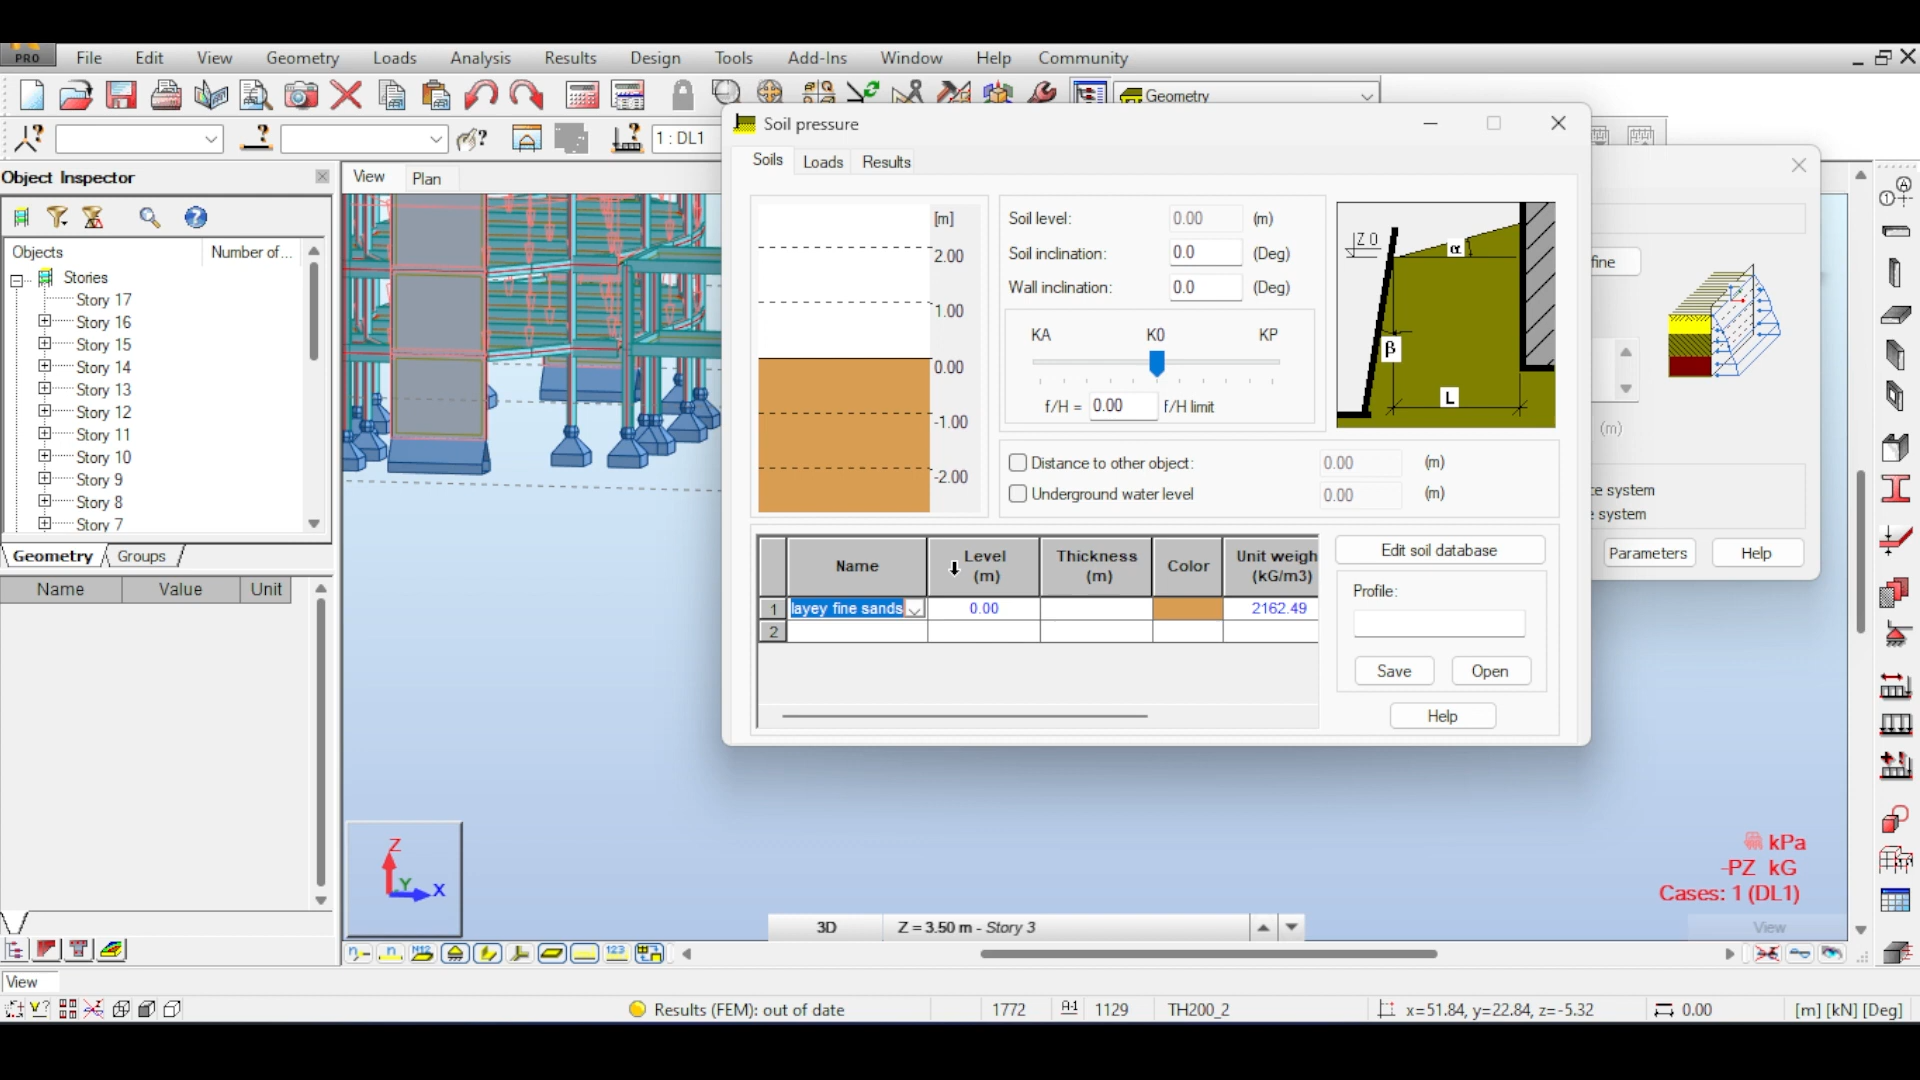 PRO
File Edit View Geometry Loads Analysis Results Design Tools Add-Ins Window Help Community
Geometry
1 : DL1
Object Inspector
Objects Number of...
Stories
Story 17
Story 16
Story 15
Story 14
Story 13
Story 12
Story 11
Story 10
Story 9
Story 8
Story 7
Geometry Groups
Name Value Unit
View Plan
Soil pressure
Soils Loads Results
[m]
2.00
1.00
0.00
-1.00
-2.00
Soil level: 0.00 (m)
Soil inclination: 0.0 (Deg)
Wall inclination: 0.0 (Deg)
KA K0 KP
f/H = 0.00 f/H limit
Z 0
α
β
L
Distance to other object: 0.00 (m)
Underground water level 0.00 (m)
Name Level (m) Thickness (m) Color Unit weigh (kG/m3)
1 layey fine sands 0.00 2162.49
2
Edit soil database
Profile:
Save Open
Help
fine
(m)
ce system
e system
Parameters Help
Z
Y
X
kPa
-PZ kG
Cases: 1 (DL1)
3D Z = 3.50 m - Story 3
View
View
Results (FEM): out of date 1772 1129 TH200_2 x=51.84, y=22.84, z=-5.32 0.00 [m] [kN] [Deg]